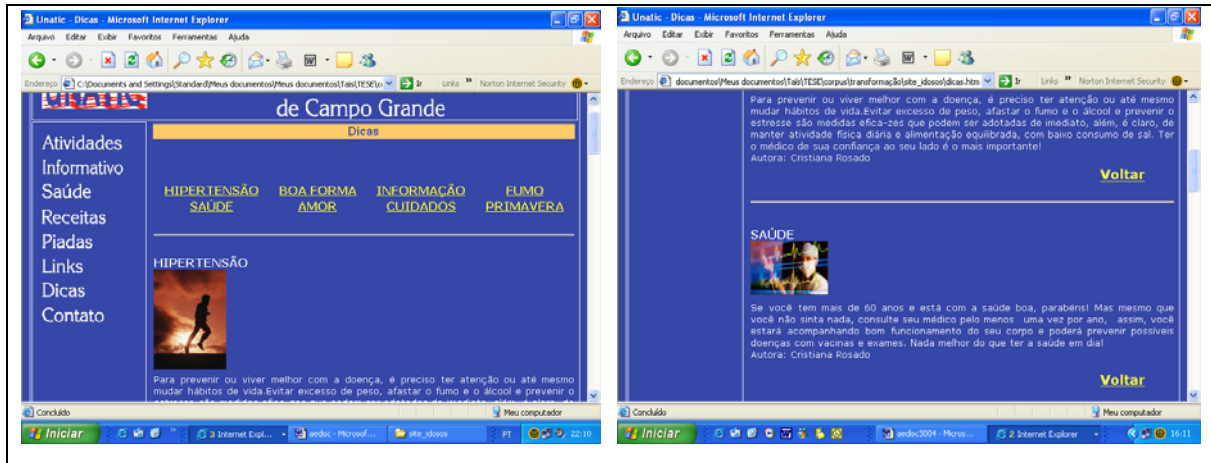 Unatic - Dicas - Microsoft Internet Explorer
Arquivo Editar Exibir Favoritos Ferramentas Ajuda
Endereço C:\Documents and Settings\Standard\Meus documentos\Meus documentos\Tais\TESE\co Ir Links » Norton Internet Security
de Campo Grande
Dicas
Atividades
Informativo
Saúde
Receitas
Piadas
Links
Dicas
Contato
HIPERTENSÃO BOA FORMA INFORMAÇÃO FUMO
SAÚDE AMOR CUIDADOS PRIMAVERA
HIPERTENSÃO
Para prevenir ou viver melhor com a doença, é preciso ter atenção ou até mesmo
mudar hábitos de vida.Evitar excesso de peso, afastar o fumo e o álcool e prevenir o
Concluído Meu computador
Iniciar 3 Internet Expl... aedsc - Microsof... site_idosos PT 22:10
Unatic - Dicas - Microsoft Internet Explorer
Arquivo Editar Exibir Favoritos Ferramentas Ajuda
Endereço documentos\Meus documentos\Tais\TESE\corpus\transformação\site_idosos\dicas.htm Ir Links » Norton Internet Security
Para prevenir ou viver melhor com a doença, é preciso ter atenção ou até mesmo
mudar hábitos de vida.Evitar excesso de peso, afastar o fumo e o álcool e prevenir o
estresse são medidas efica-zes que podem ser adotadas de imediato, além, é claro, de
manter atividade física diária e alimentação equilibrada, com baixo consumo de sal. Ter
o médico de sua confiança ao seu lado é o mais importante!
Autora: Cristiana Rosado
Voltar
SAÚDE
Se você tem mais de 60 anos e está com a saúde boa, parabéns! Mas mesmo que
você não sinta nada, consulte seu médico pelo menos uma vez por ano, assim, você
estará acompanhando bom funcionamento do seu corpo e poderá prevenir possíveis
doenças com vacinas e exames. Nada melhor do que ter a saúde em dia!
Autora: Cristiana Rosado
Voltar
Concluído Meu computador
Iniciar aedsc3004 - Micros... 2 Internet Explorer 16:11